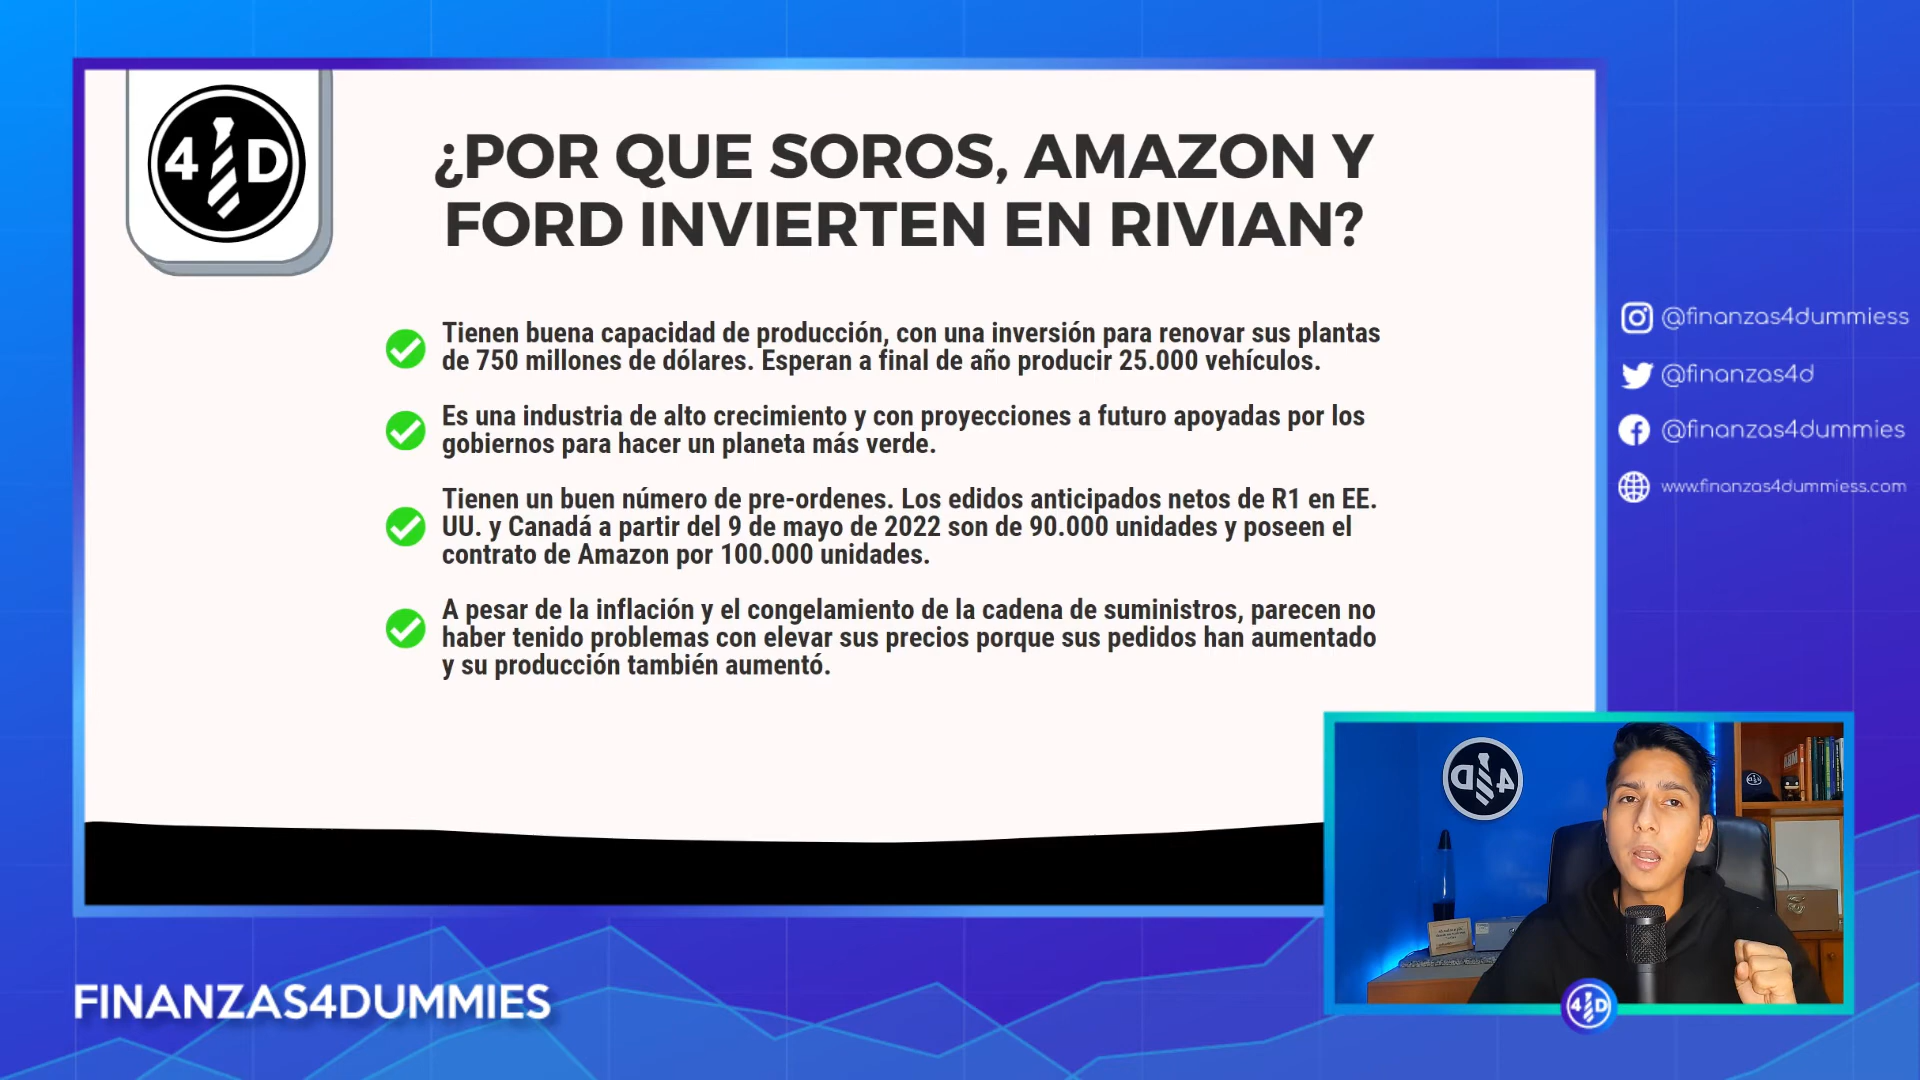 4 D
¿POR QUE SOROS, AMAZON Y
FORD INVIERTEN EN RIVIAN?
Tienen buena capacidad de producción, con una inversión para renovar sus plantas
de 750 millones de dólares. Esperan a final de año producir 25.000 vehículos.
Es una industria de alto crecimiento y con proyecciones a futuro apoyadas por los
gobiernos para hacer un planeta más verde.
Tienen un buen número de pre-ordenes. Los edidos anticipados netos de R1 en EE.
UU. y Canadá a partir del 9 de mayo de 2022 son de 90.000 unidades y poseen el
contrato de Amazon por 100.000 unidades.
A pesar de la inflación y el congelamiento de la cadena de suministros, parecen no
haber tenido problemas con elevar sus precios porque sus pedidos han aumentado
y su producción también aumentó.
@finanzas4dummiess
@finanzas4d
@finanzas4dummies
www.finanzas4dummiess.com
4 D
4 D
FINANZAS4DUMMIES